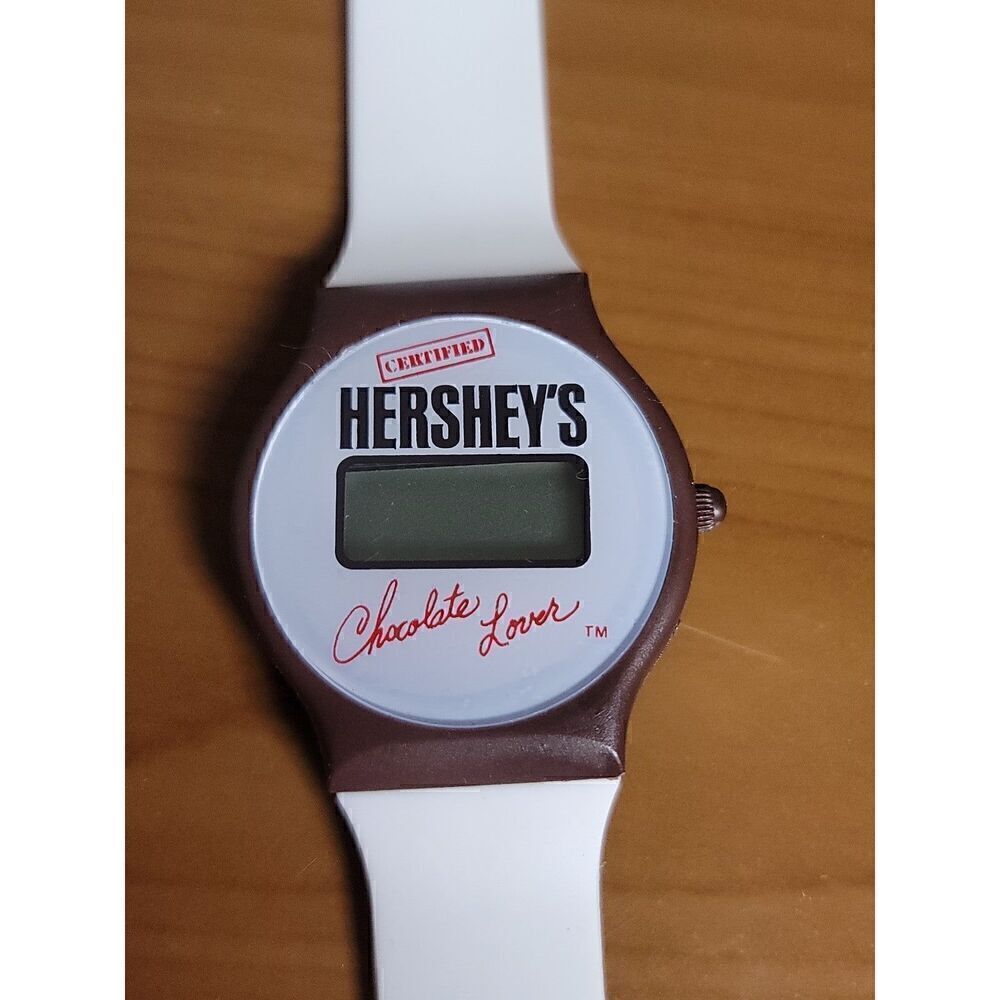 CERTIFIED
HERSHEY'S
Chocolate Lover TM